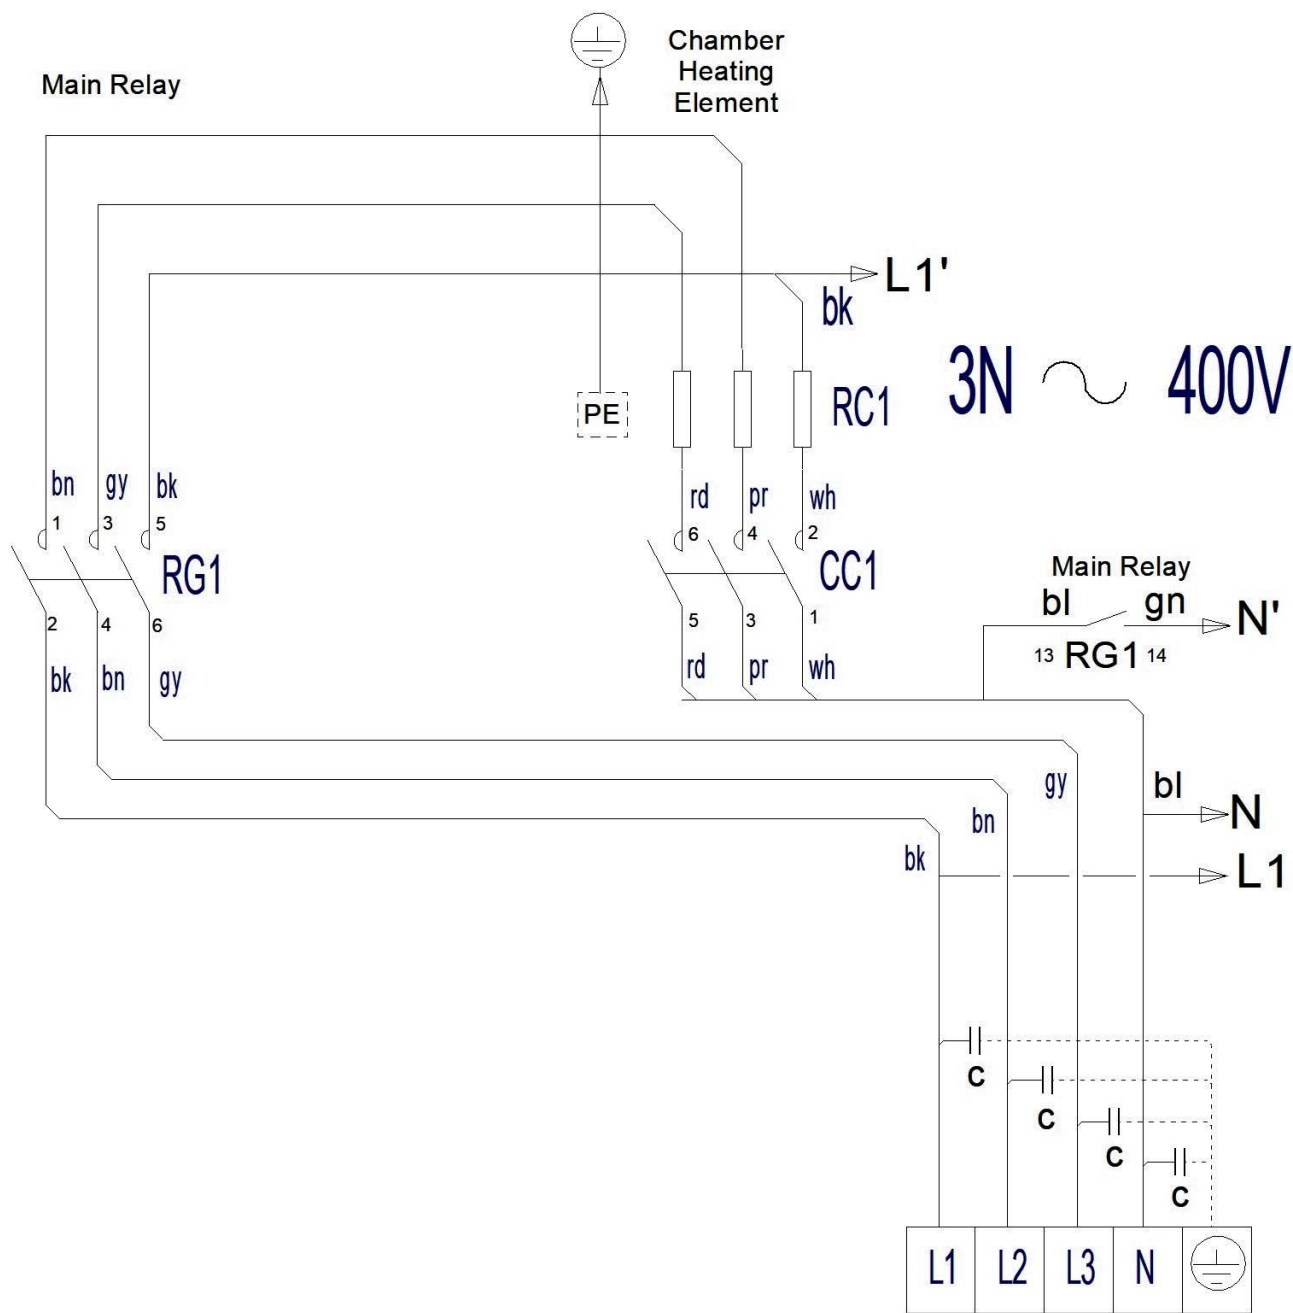 Chamber
Heating
Element
Main Relay
L1'
bk
3N 400V
PE
RC1
bn gy bk
rd pr wh
1 3 5
6 4 2
RG1
CC1
Main Relay
bl gn
N'
13 RG1 14
2 4 6
5 3 1
bk bn gy
rd pr wh
gy
bl
N
bn
bk
L1
C
C
C
C
L1 L2 L3 N